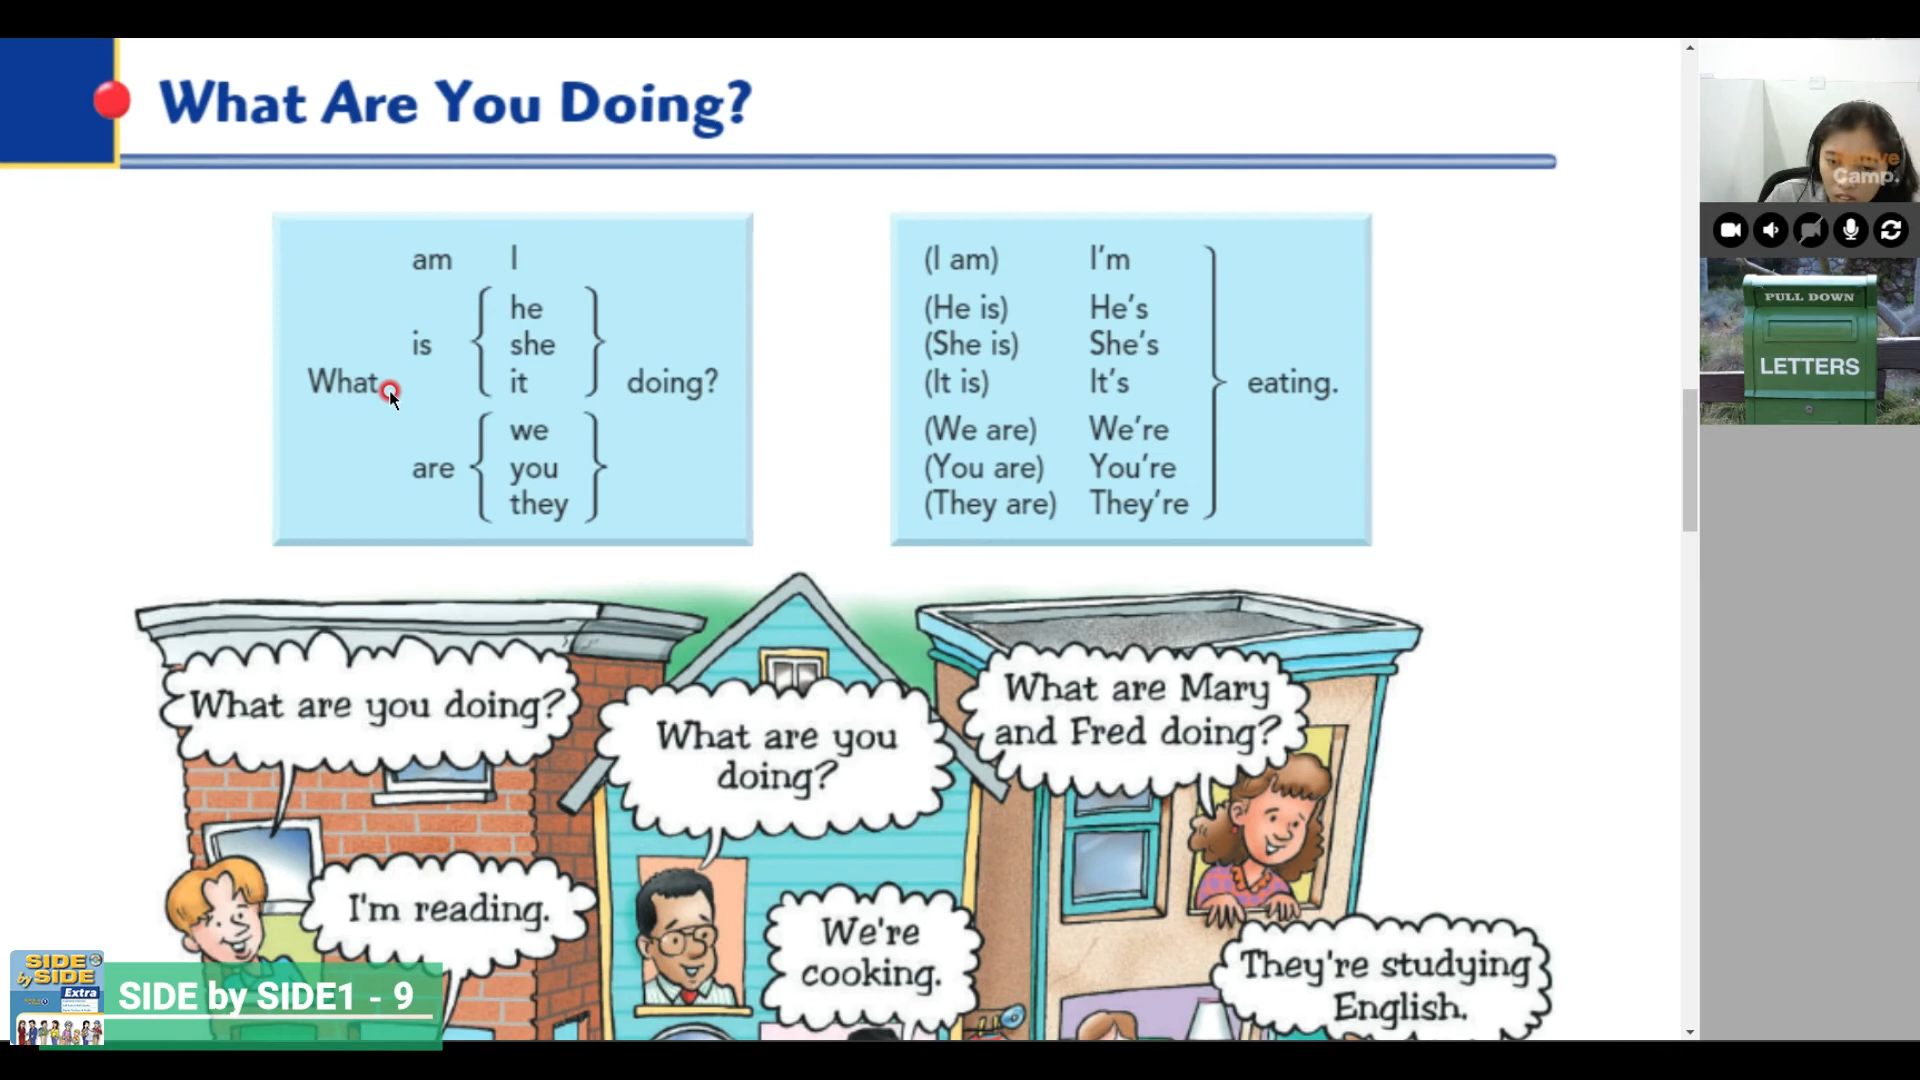 What Are You Doing?
am I
he
is she
What it doing?
we
are you
they
(I am) I'm
(He is) He's
(She is) She's
(It is) It's eating.
(We are) We're
(You are) You're
(They are) They're
What are you doing?
I'm reading.
What are you
doing?
We're
cooking.
What are Mary
and Fred doing?
They're studying
English.
SIDE
by SIDE
Extra
SIDE by SIDE1 - 9
Native
Camp.
PULL DOWN
LETTERS